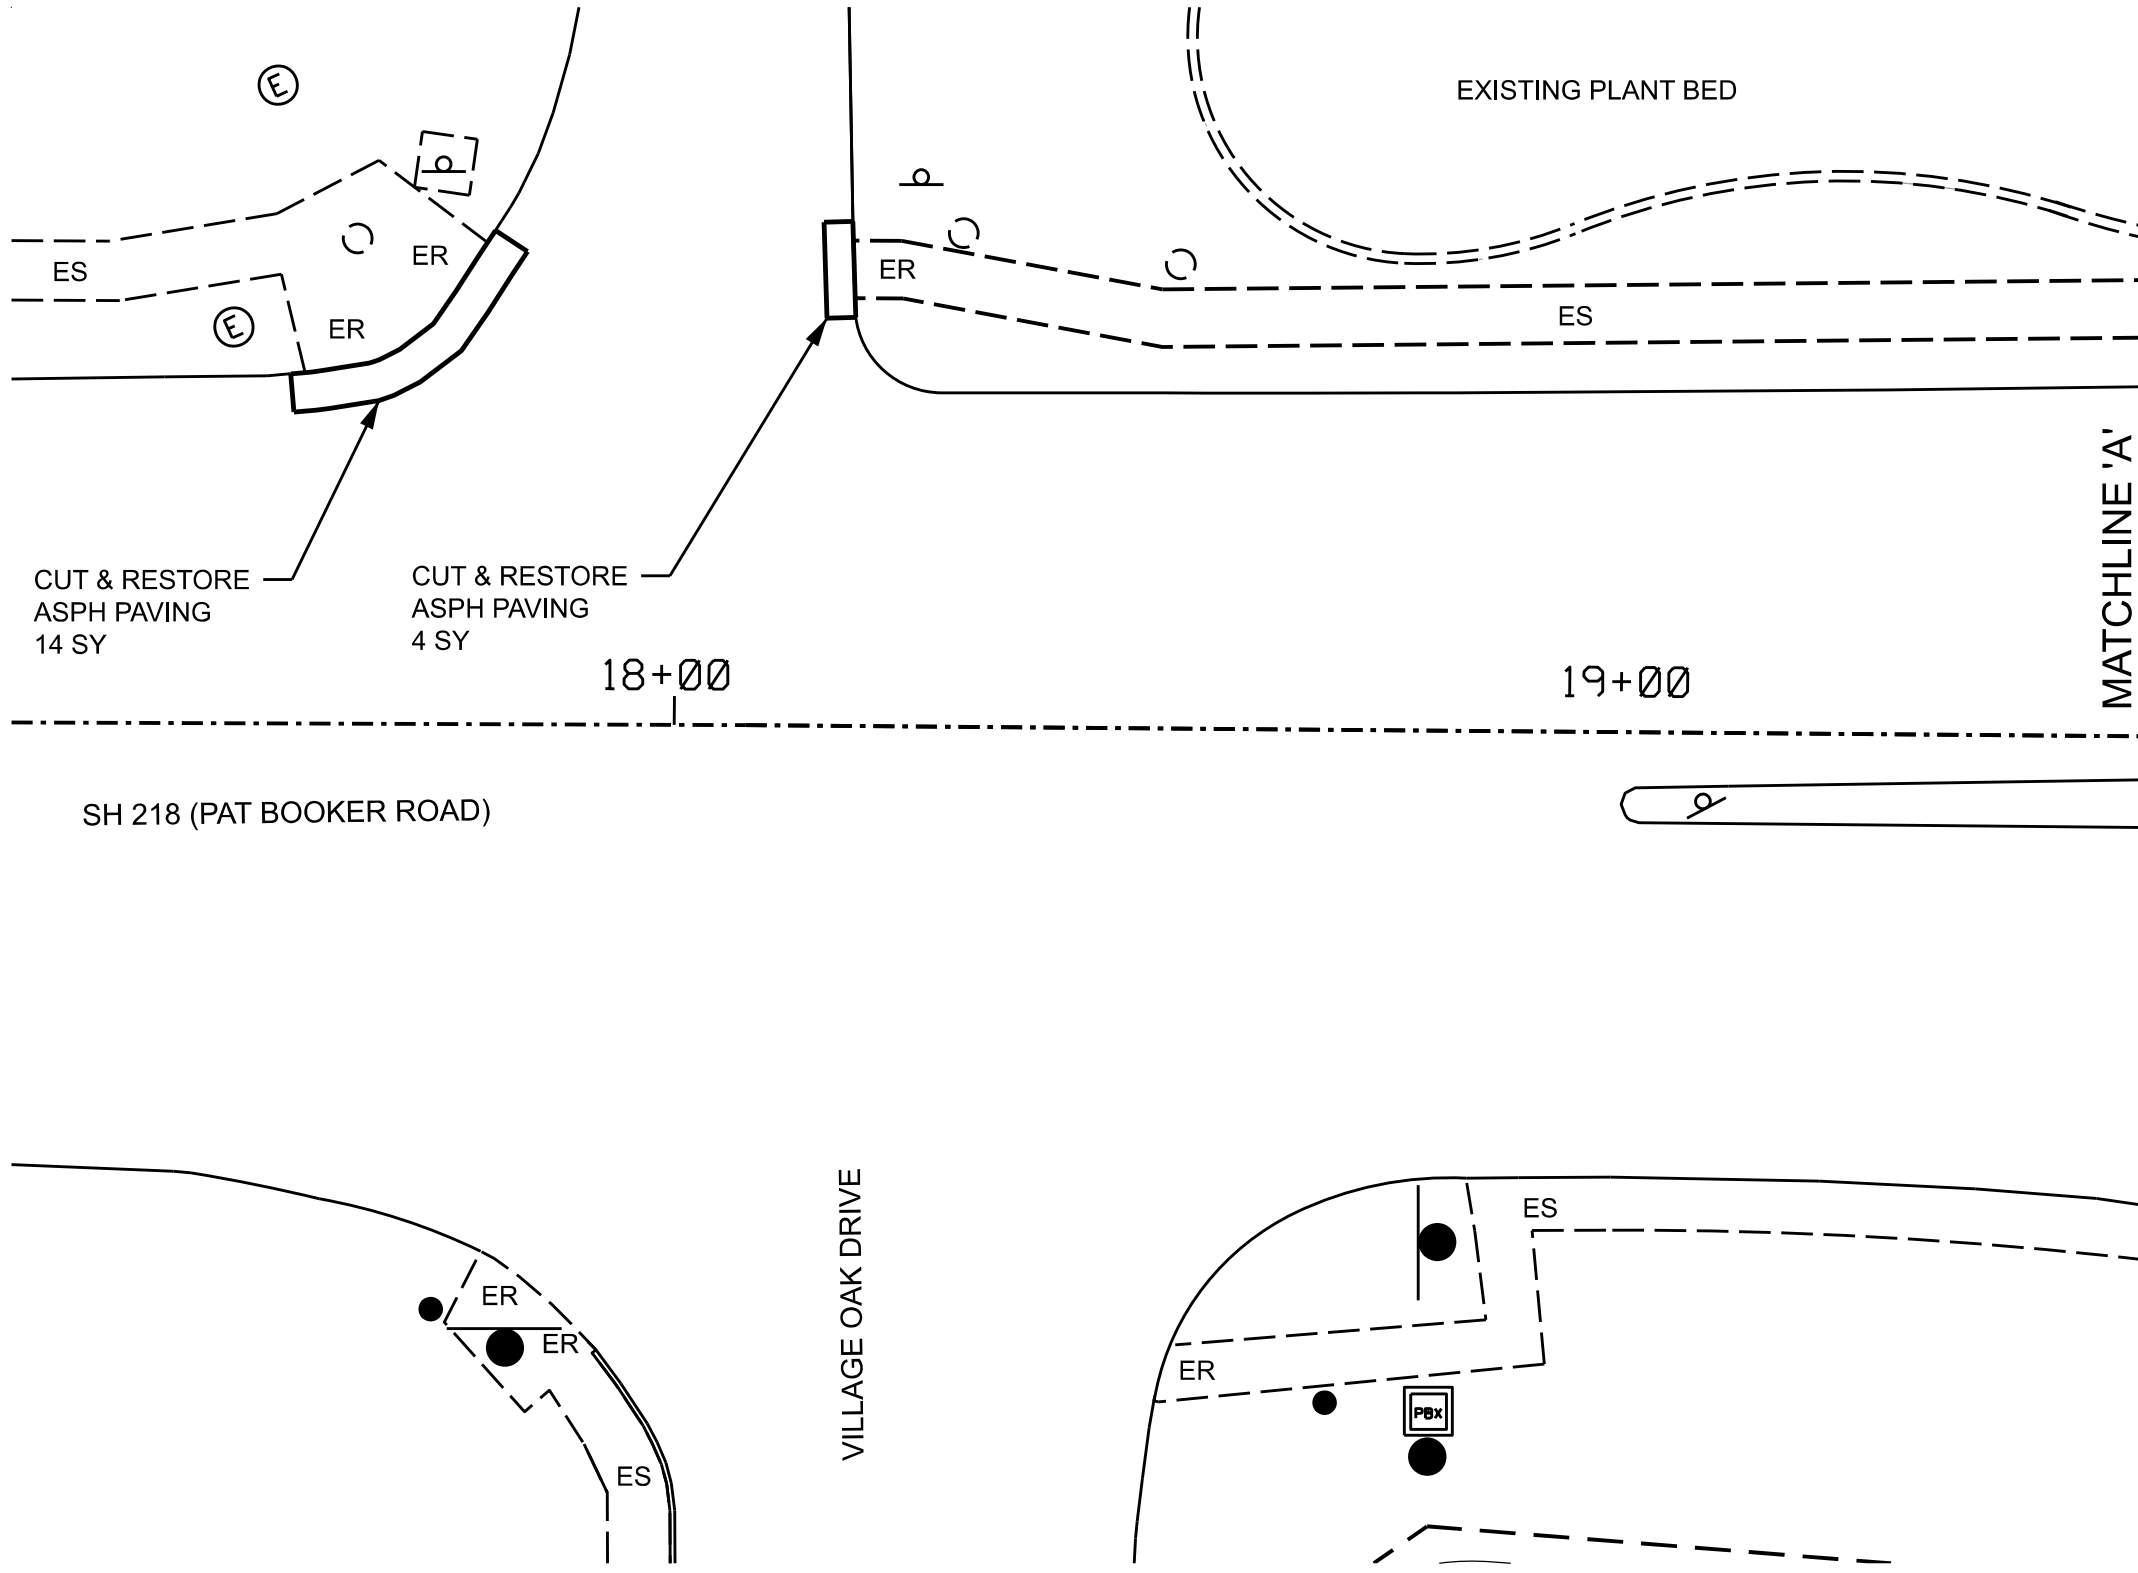 E
EXISTING PLANT BED
ER
ES
ER
ES
E
ER
CUT & RESTORE
ASPH PAVING
14 SY
CUT & RESTORE
ASPH PAVING
4 SY
MATCHLINE 'A'
18+00
19+00
SH 218 (PAT BOOKER ROAD)
VILLAGE OAK DRIVE
ES
ER
ER
ER
PBX
ES